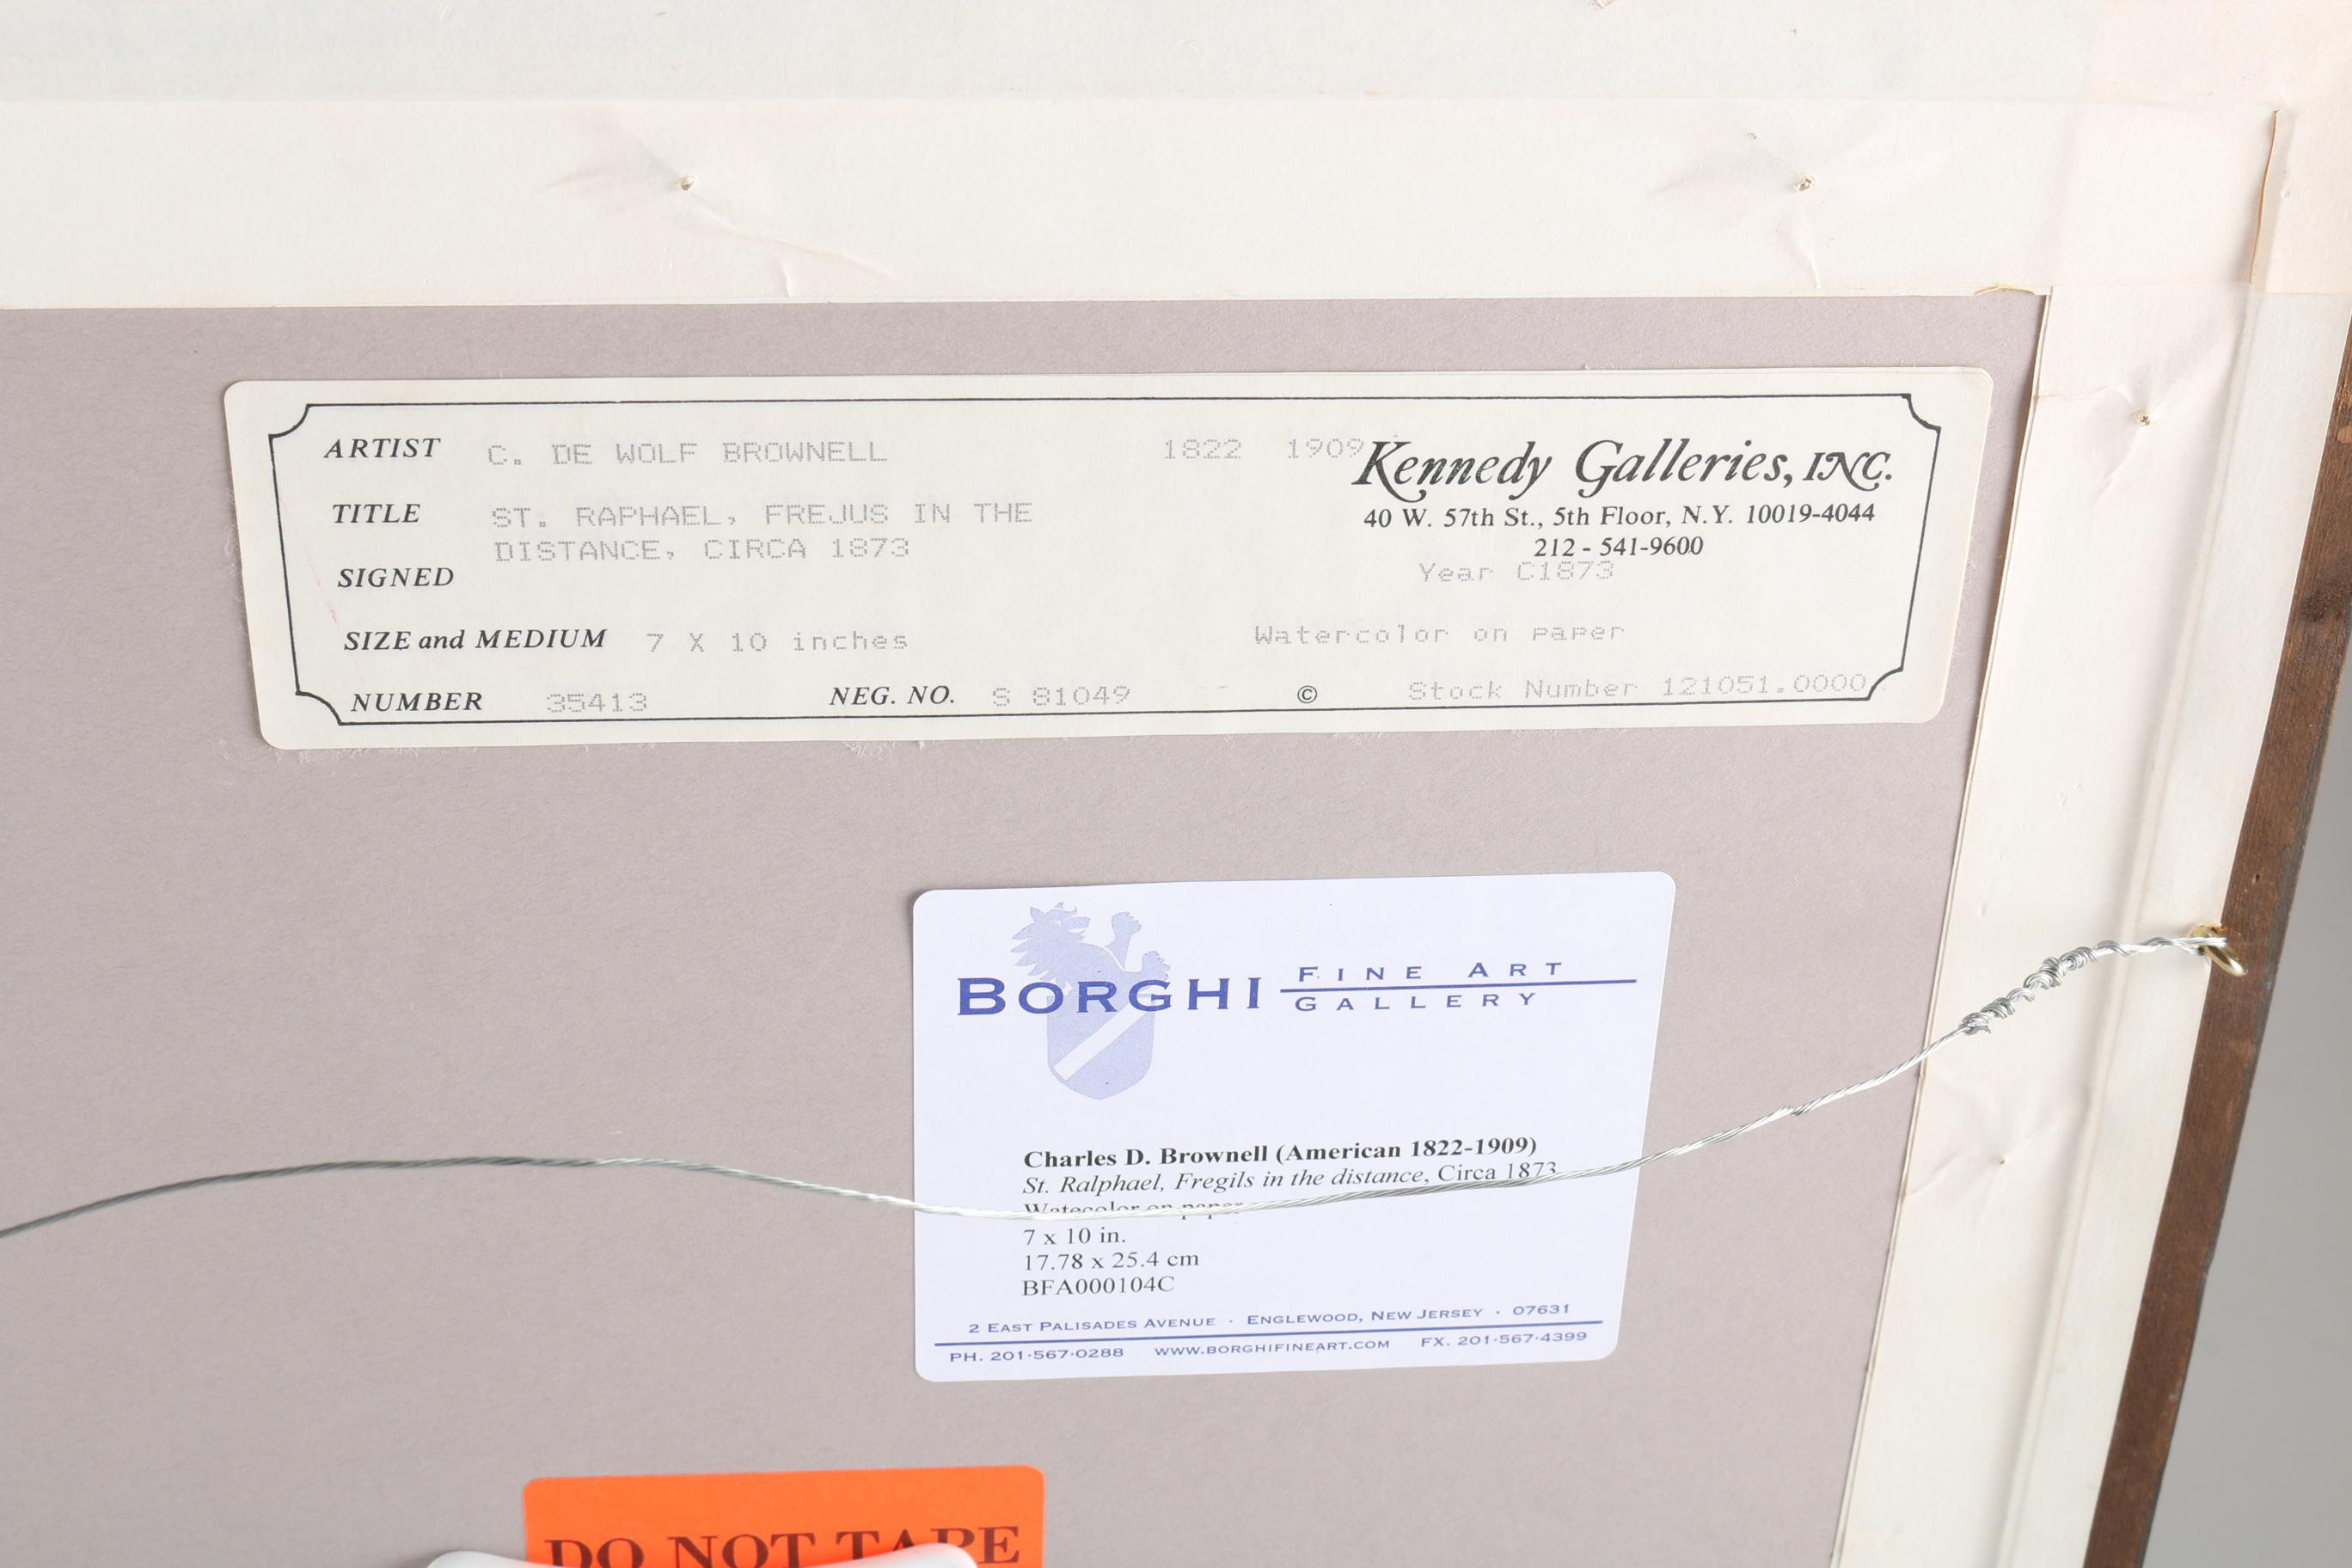 ARTIST C. DE WOLF BROWNELL 1822 1909
Kennedy Galleries, INC.
TITLE ST. RAPHAEL, FREJUS IN THE
DISTANCE, CIRCA 1873
40 W. 57th St., 5th Floor, N.Y. 10019-4044
212 - 541-9600
SIGNED Year C1873
SIZE and MEDIUM 7 X 10 inches Watercolor on paper
NUMBER 35413 NEG. NO. S 81049 © Stock Number 121051.0000
BORGHI FINE ART
GALLERY
Charles D. Brownell (American 1822-1909)
St. Ralphael, Fregils in the distance, Circa 1873
Watecolor on paper
7 x 10 in.
17.78 x 25.4 cm
BFA000104C
2 EAST PALISADES AVENUE · ENGLEWOOD, NEW JERSEY · 07631
PH. 201·567·0288 WWW.BORGHIFINEART.COM FX. 201·567·4399
DO NOT TAPE